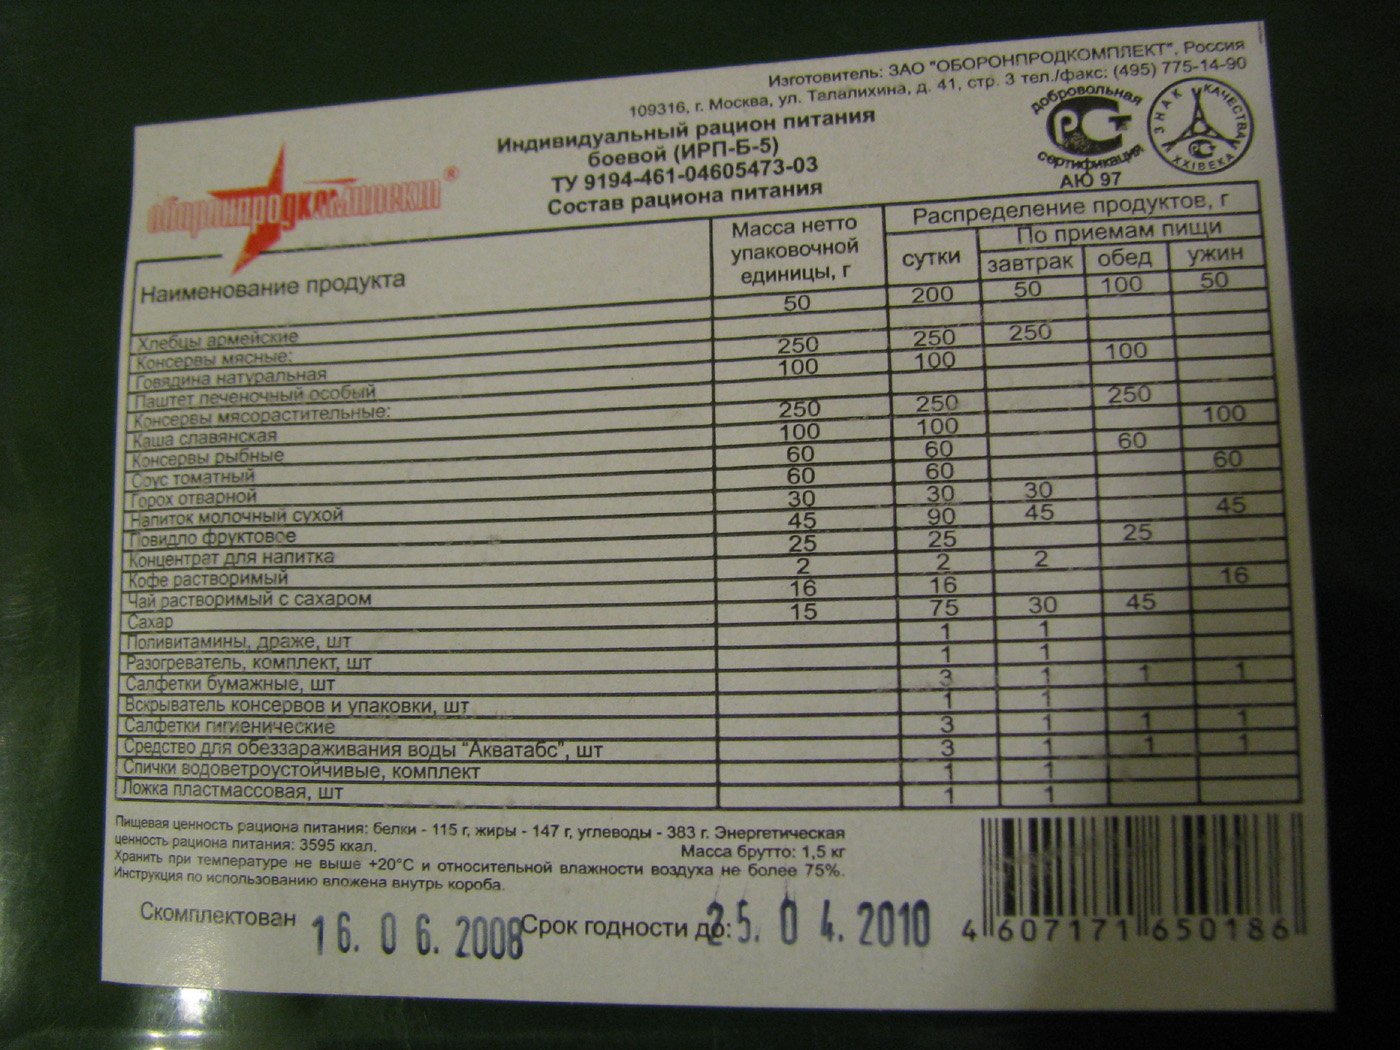 Изготовитель: ЗАО "ОБОРОНПРОДКОМПЛЕКТ", Россия
109316, г. Москва, ул. Талалихина, д. 41, стр. 3 тел./факс: (495) 775-14-90
Индивидуальный рацион питания
боевой (ИРП-Б-5)
ТУ 9194-461-04605473-03
Состав рациона питания
оборонпродкомплект®
добровольная
РСТ
сертификация
АЮ 97
ЗНАК КАЧЕСТВА
РСТ
XXI ВЕКА
Наименование продукта
Масса нетто
упаковочной
единицы, г
Распределение продуктов, г
сутки
По приемам пищи
завтрак обед ужин
Хлебцы армейские 50 200 50 100 50
Консервы мясные:
Говядина натуральная 250 250 250
Паштет печеночный особый 100 100 100
Консервы мясорастительные:
Каша славянская 250 250 250
Консервы рыбные 100 100 100
Соус томатный 60 60 60
Горох отварной 60 60 60
Напиток молочный сухой 30 30 30
Повидло фруктовое 45 90 45 45
Концентрат для напитка 25 25 25
Кофе растворимый 2 2 2
Чай растворимый с сахаром 16 16 16
Сахар 15 75 30 45
Поливитамины, драже, шт 1 1
Разогреватель, комплект, шт 1 1
Салфетки бумажные, шт 3 1 1 1
Вскрыватель консервов и упаковки, шт 1 1
Салфетки гигиенические 3 1 1 1
Средство для обеззараживания воды "Акватабс", шт 3 1 1 1
Спички водоветроустойчивые, комплект 1 1
Ложка пластмассовая, шт 1 1
Пищевая ценность рациона питания: белки - 115 г, жиры - 147 г, углеводы - 383 г. Энергетическая
ценность рациона питания: 3595 ккал. Масса брутто: 1,5 кг
Хранить при температуре не выше +20°С и относительной влажности воздуха не более 75%.
Инструкция по использованию вложена внутрь короба.
Скомплектован 16. 06. 2008 Срок годности до: 25. 04. 2010
4 607171 650186